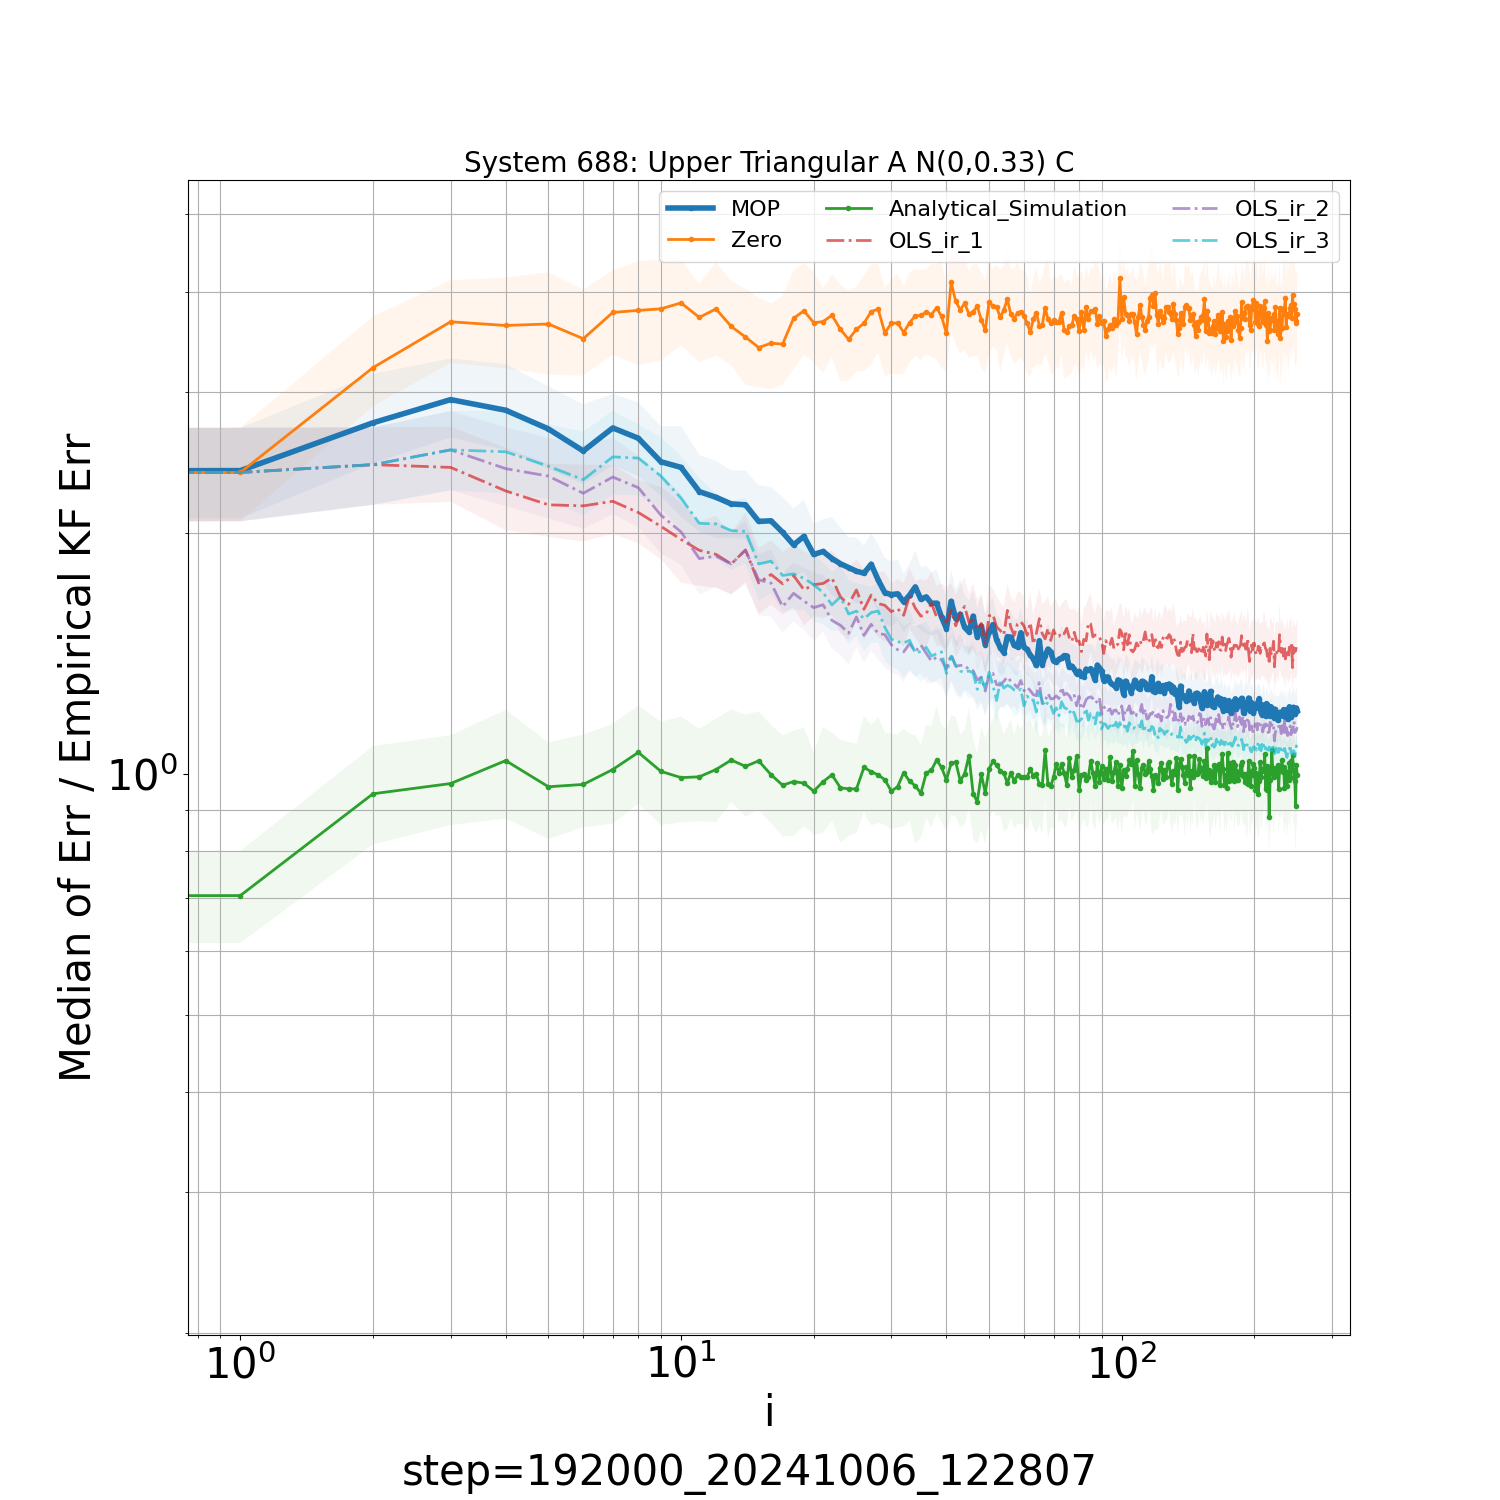 System 688: Upper Triangular A N(0,0.33) C
MOP
Zero
Analytical_Simulation
OLS_ir_1
OLS_ir_2
OLS_ir_3
Median of Err / Empirical KF Err
10⁰
10⁰ 10¹ 10²
i
step=192000_20241006_122807